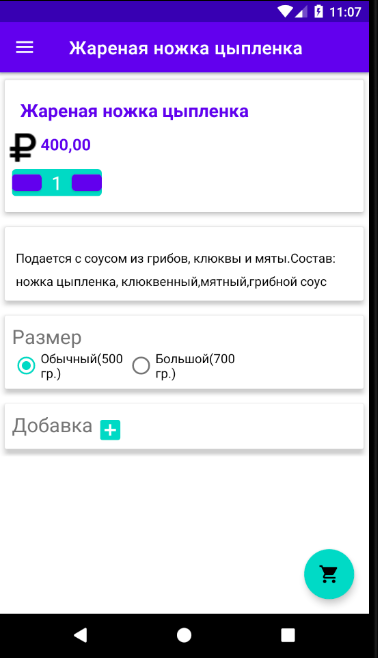 11:07
Жареная ножка цыпленка
Жареная ножка цыпленка
₽ 400,00
1
Подается с соусом из грибов, клюквы и мяты.Состав:
ножка цыпленка, клюквенный,мятный,грибной соус
Размер
Обычный(500 Большой(700
гр.) гр.)
Добавка